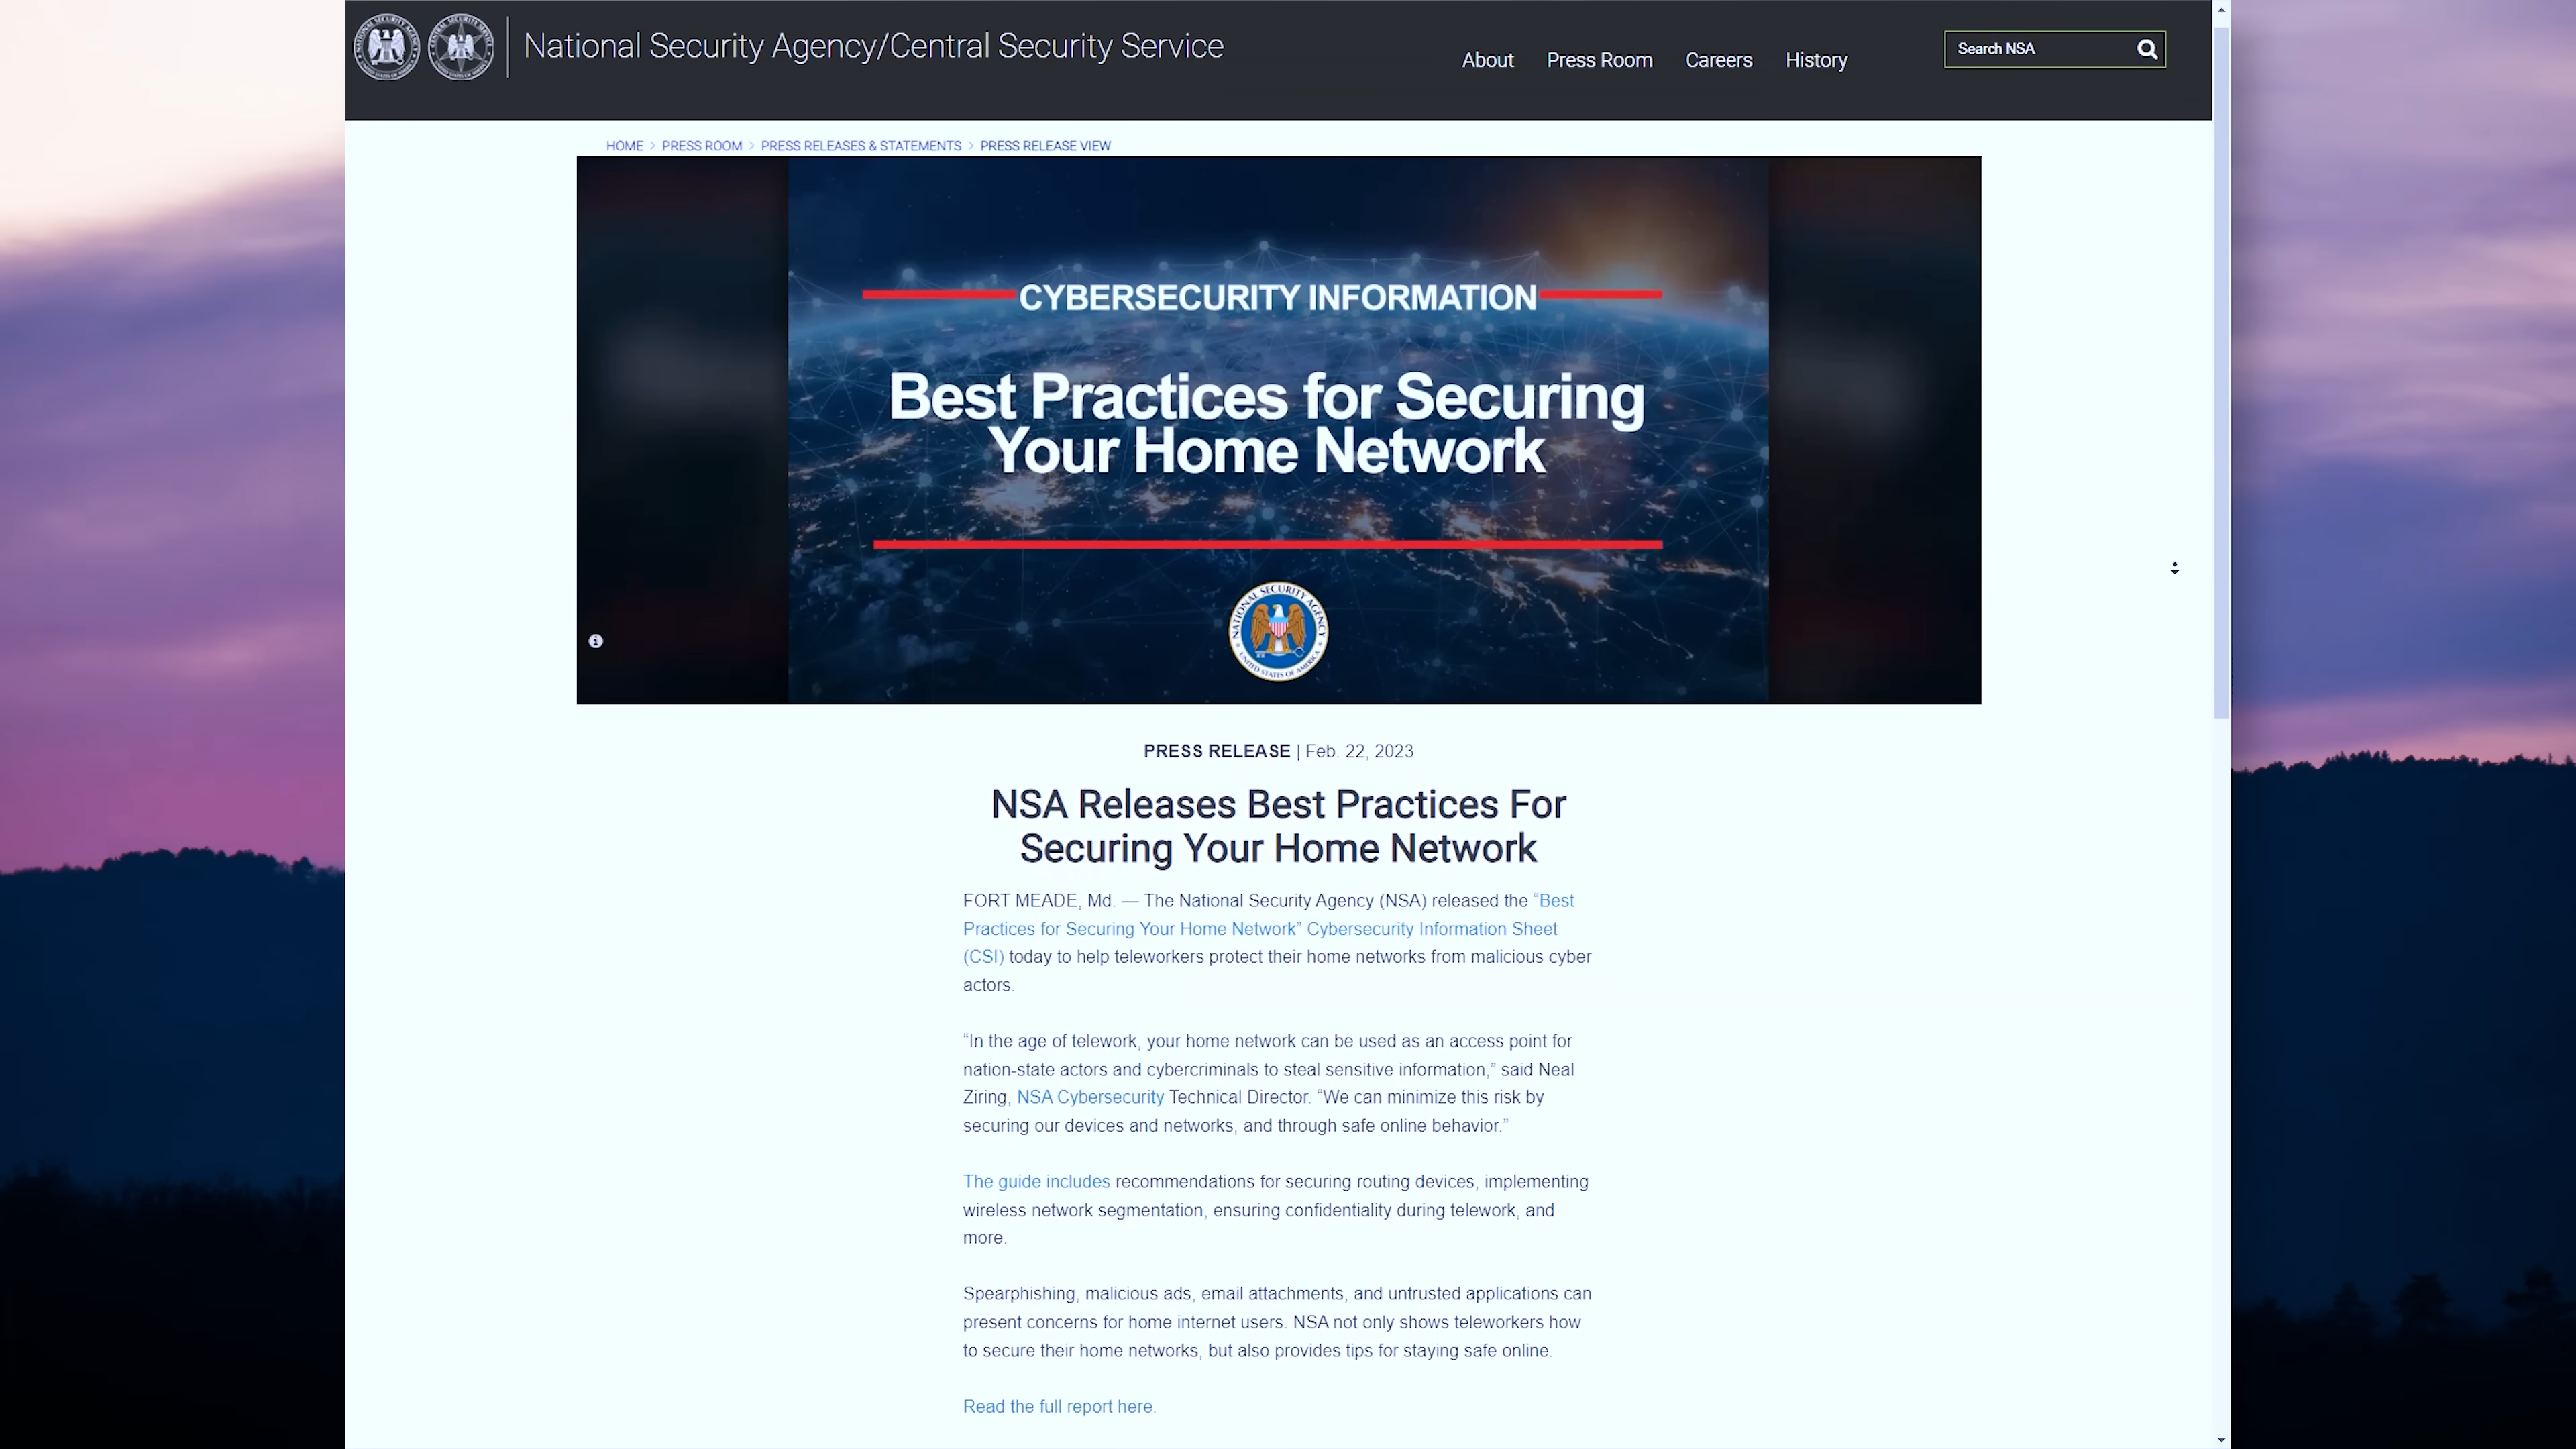 National Security Agency/Central Security Service
About Press Room Careers History
Search NSA
HOME > PRESS ROOM > PRESS RELEASES & STATEMENTS > PRESS RELEASE VIEW
CYBERSECURITY INFORMATION
Best Practices for Securing
Your Home Network
NATIONAL SECURITY AGENCY
UNITED STATES OF AMERICA
PRESS RELEASE | Feb. 22, 2023
NSA Releases Best Practices For
Securing Your Home Network
FORT MEADE, Md. — The National Security Agency (NSA) released the “Best
Practices for Securing Your Home Network” Cybersecurity Information Sheet
(CSI) today to help teleworkers protect their home networks from malicious cyber
actors.
“In the age of telework, your home network can be used as an access point for
nation-state actors and cybercriminals to steal sensitive information,” said Neal
Ziring, NSA Cybersecurity Technical Director. “We can minimize this risk by
securing our devices and networks, and through safe online behavior.”
The guide includes recommendations for securing routing devices, implementing
wireless network segmentation, ensuring confidentiality during telework, and
more.
Spearphishing, malicious ads, email attachments, and untrusted applications can
present concerns for home internet users. NSA not only shows teleworkers how
to secure their home networks, but also provides tips for staying safe online.
Read the full report here.